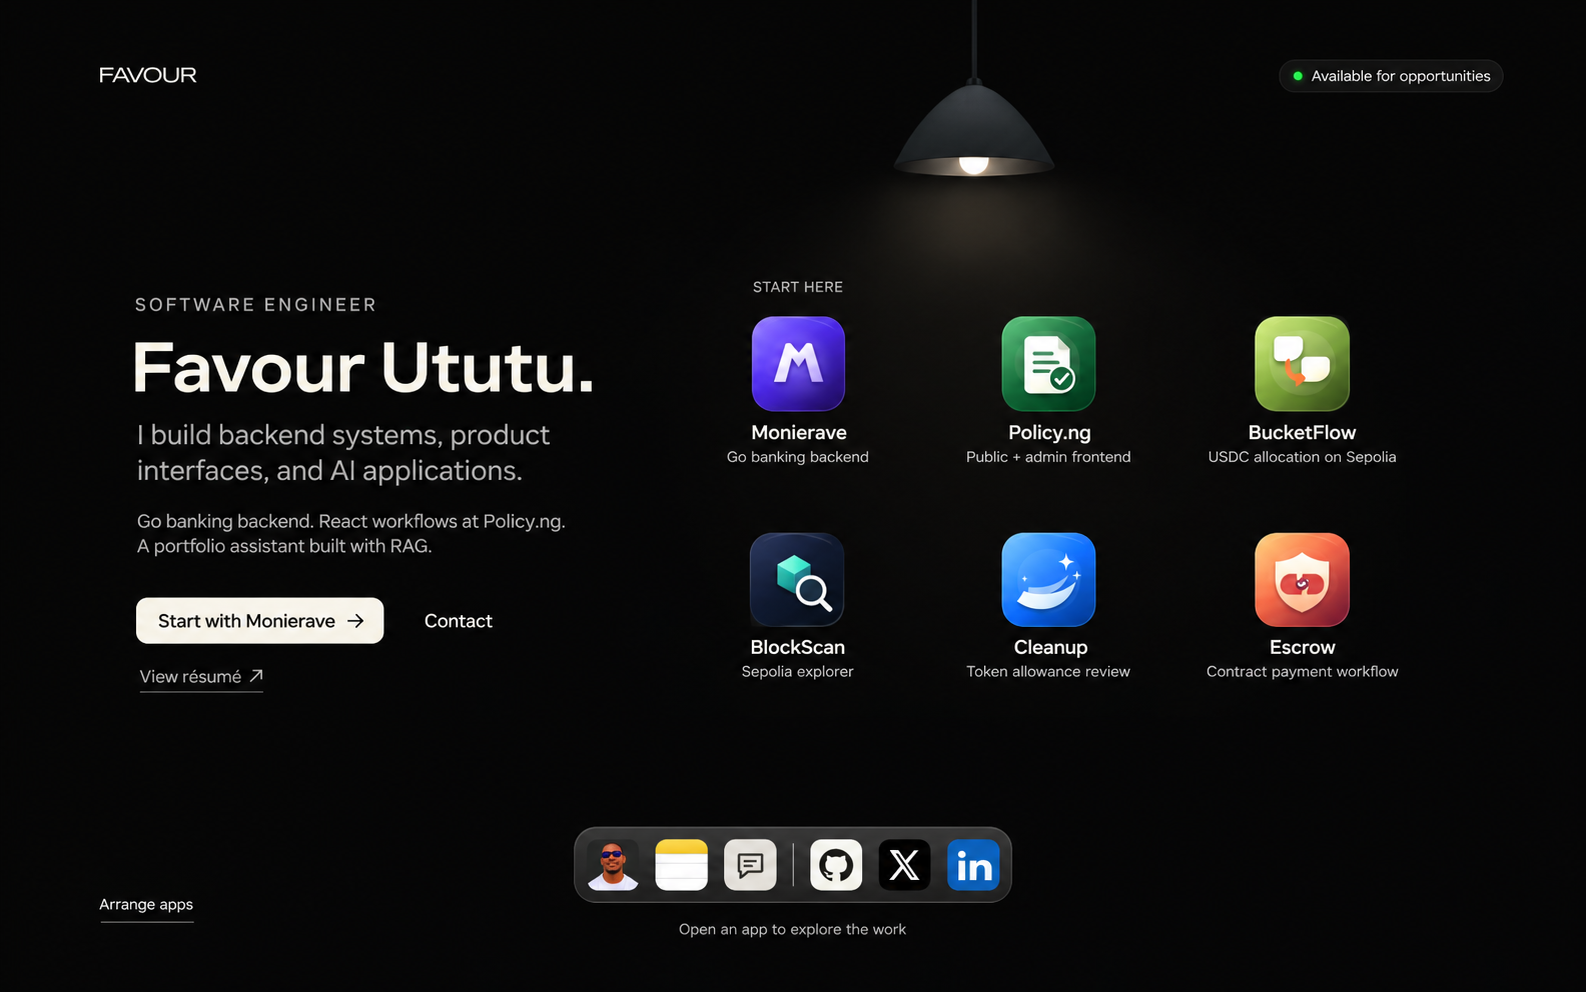 FAVOUR
Available for opportunities
SOFTWARE ENGINEER
Favour Ututu.
I build backend systems, product
interfaces, and AI applications.
Go banking backend. React workflows at Policy.ng.
A portfolio assistant built with RAG.
Start with Monierave →
Contact
View résumé ↗
START HERE
M
Monierave
Go banking backend
Policy.ng
Public + admin frontend
BucketFlow
USDC allocation on Sepolia
BlockScan
Sepolia explorer
Cleanup
Token allowance review
Escrow
Contract payment workflow
X
in
Open an app to explore the work
Arrange apps